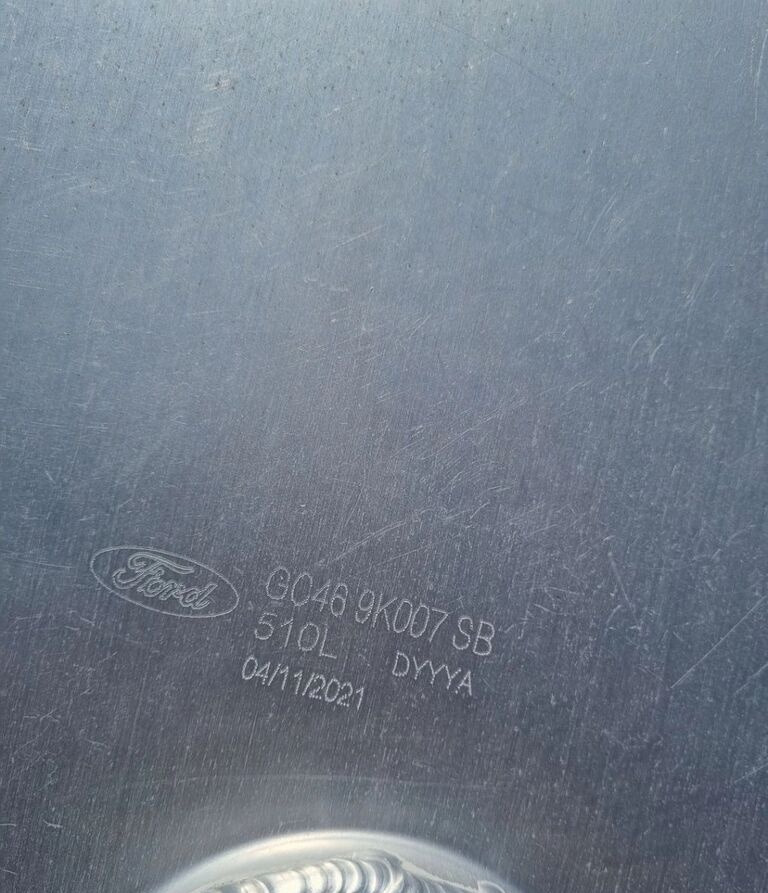 Ford
GC46 9K007 SB
510L
DYYYA
04/11/2021